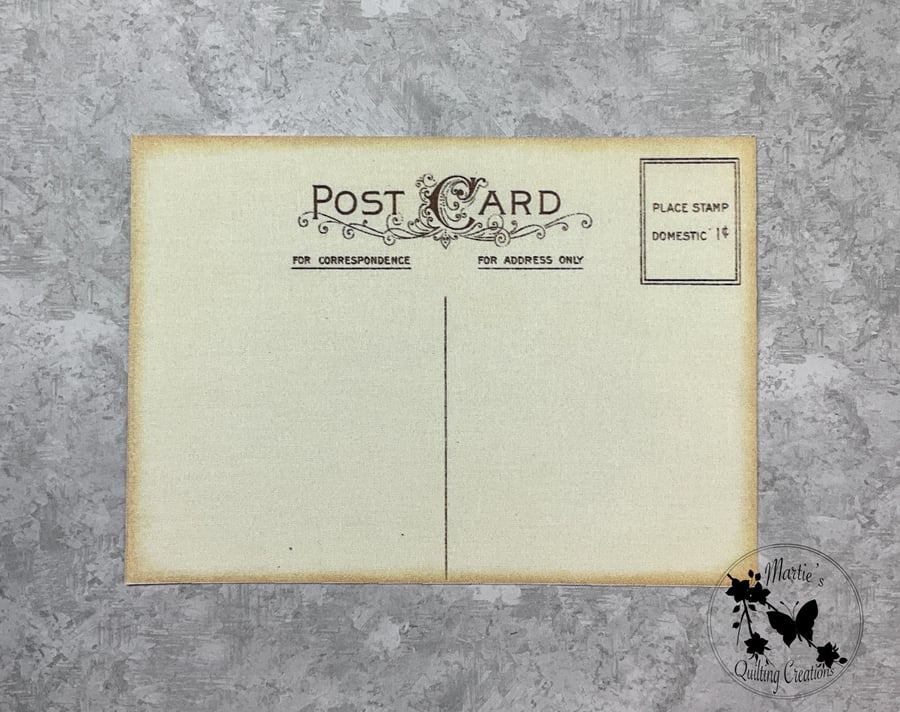 POST CARD
FOR CORRESPONDENCE
FOR ADDRESS ONLY
PLACE STAMP
DOMESTIC 1¢
Martie's
Quilting Creations